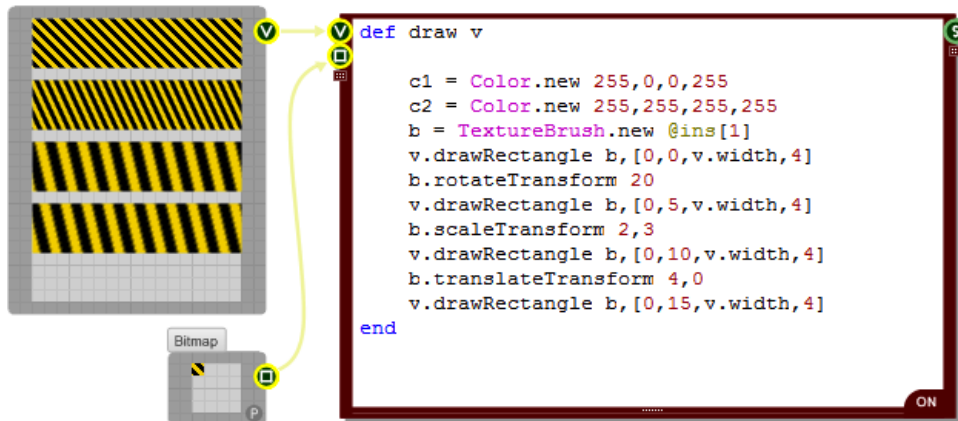 V
V
def draw v
S
c1 = Color.new 255,0,0,255
c2 = Color.new 255,255,255,255
b = TextureBrush.new @ins[1]
v.drawRectangle b,[0,0,v.width,4]
b.rotateTransform 20
v.drawRectangle b,[0,5,v.width,4]
b.scaleTransform 2,3
v.drawRectangle b,[0,10,v.width,4]
b.translateTransform 4,0
v.drawRectangle b,[0,15,v.width,4]
end
Bitmap
P
ON